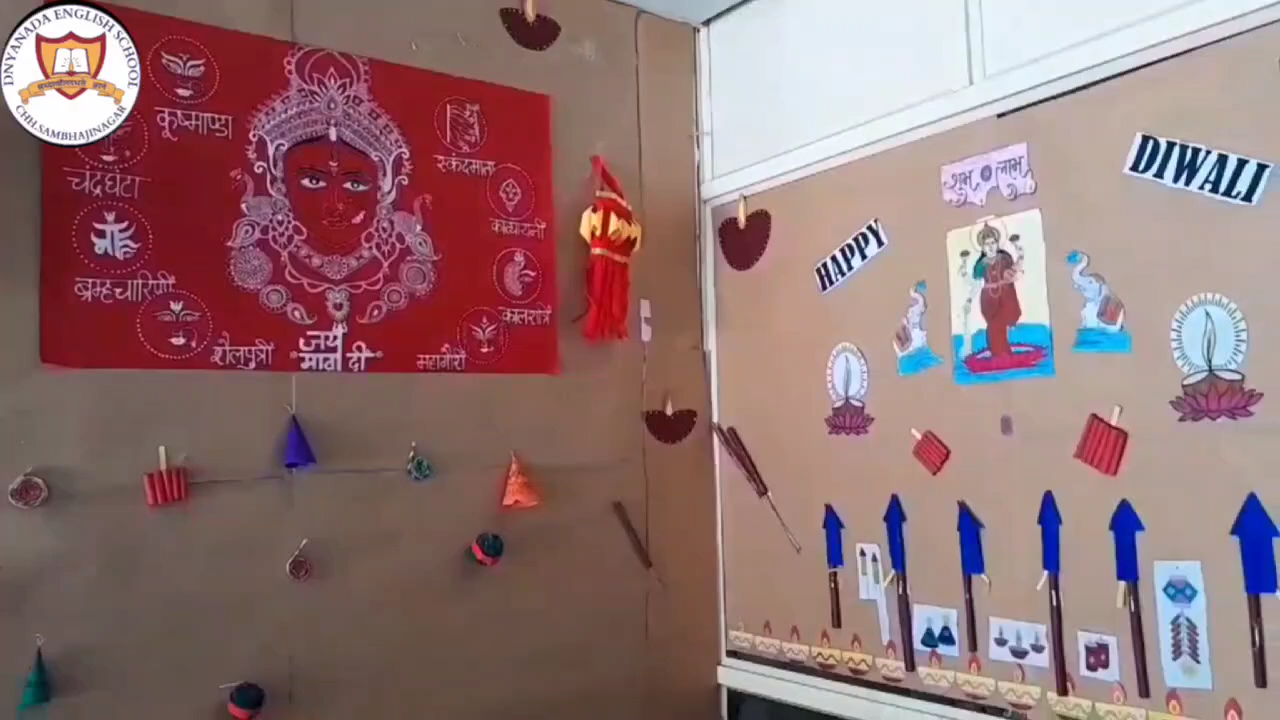 DNYANADA ENGLISH SCHOOL
CHH.SAMBHAJINAGAR
कूष्माण्डा
चंद्रघंटा
ब्रम्हचारिणी
शैलपुत्री
जय
माता दी
स्कंदमाता
कात्यायनी
कालरात्रि
महागौरी
शुभ लाभ
HAPPY
DIWALI